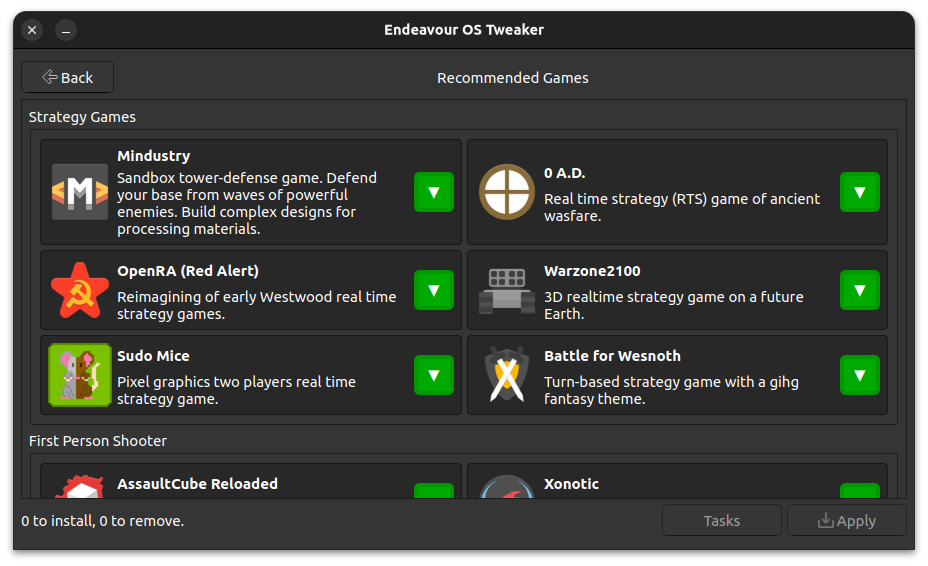 Endeavour OS Tweaker
Back
Recommended Games
Strategy Games
Mindustry
Sandbox tower-defense game. Defend
your base from waves of powerful
enemies. Build complex designs for
processing materials.
0 A.D.
Real time strategy (RTS) game of ancient
wasfare.
OpenRA (Red Alert)
Reimagining of early Westwood real time
strategy games.
Warzone2100
3D realtime strategy game on a future
Earth.
Sudo Mice
Pixel graphics two players real time
strategy game.
Battle for Wesnoth
Turn-based strategy game with a gihg
fantasy theme.
First Person Shooter
AssaultCube Reloaded
Xonotic
0 to install, 0 to remove.
Tasks
Apply